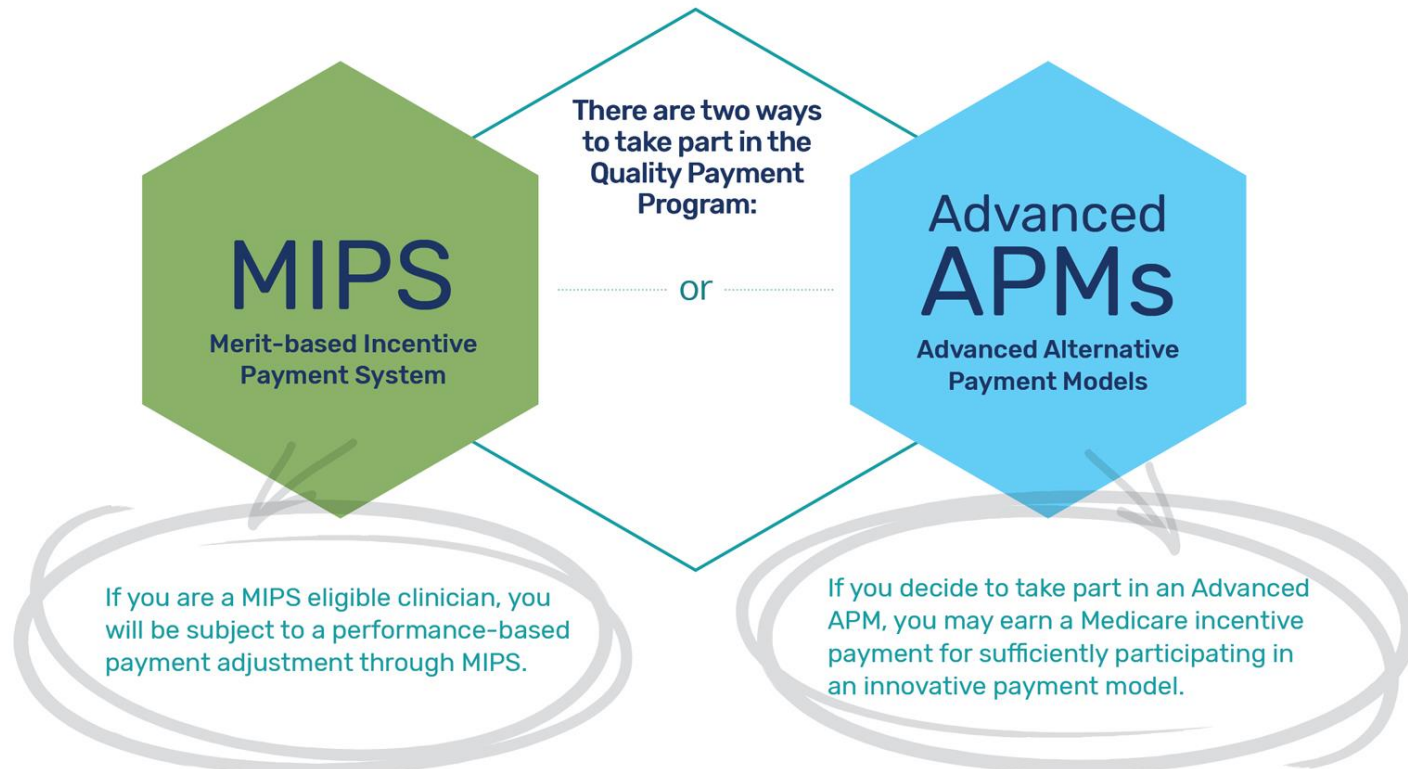 There are two ways
to take part in the
Quality Payment
Program:
MIPS
Merit-based Incentive
Payment System
or
Advanced
APMs
Advanced Alternative
Payment Models
If you are a MIPS eligible clinician, you
will be subject to a performance-based
payment adjustment through MIPS.
If you decide to take part in an Advanced
APM, you may earn a Medicare incentive
payment for sufficiently participating in
an innovative payment model.